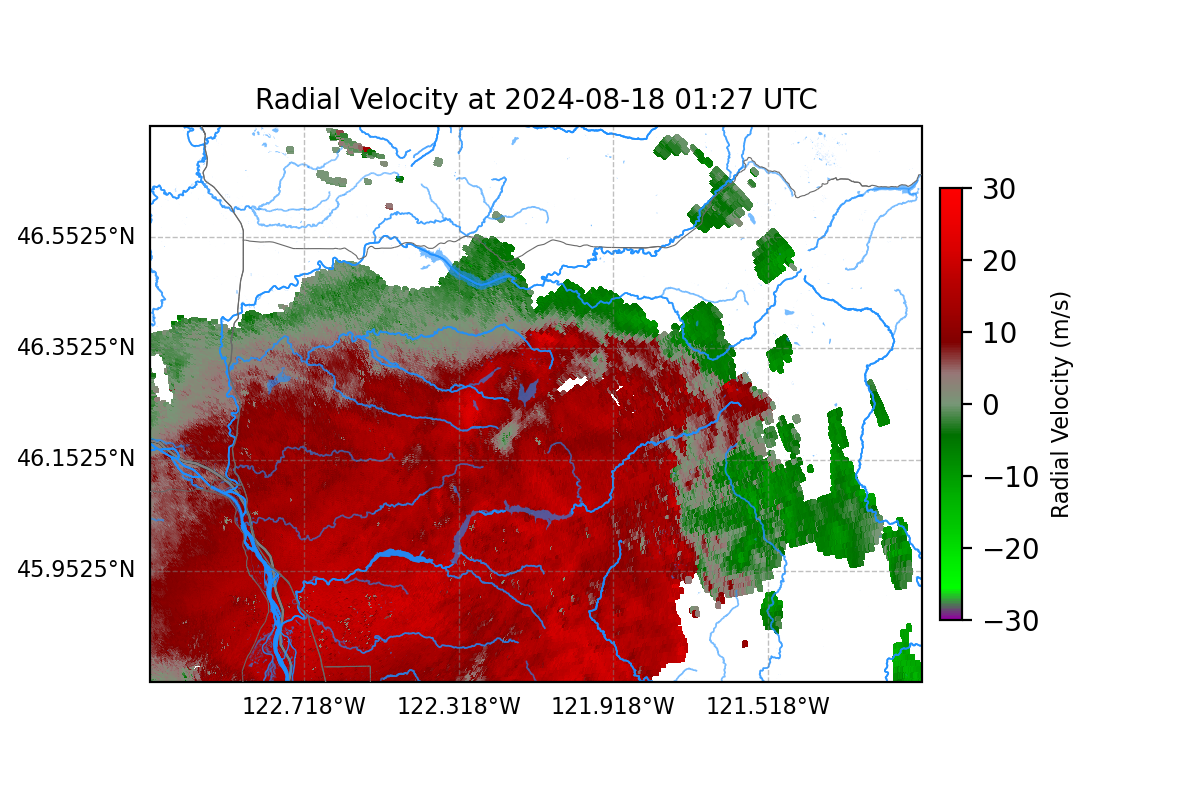 Radial Velocity at 2024-08-18 01:27 UTC
46.5525°N
46.3525°N
46.1525°N
45.9525°N
122.718°W
122.318°W
121.918°W
121.518°W
30
20
10
0
−10
−20
−30
Radial Velocity (m/s)